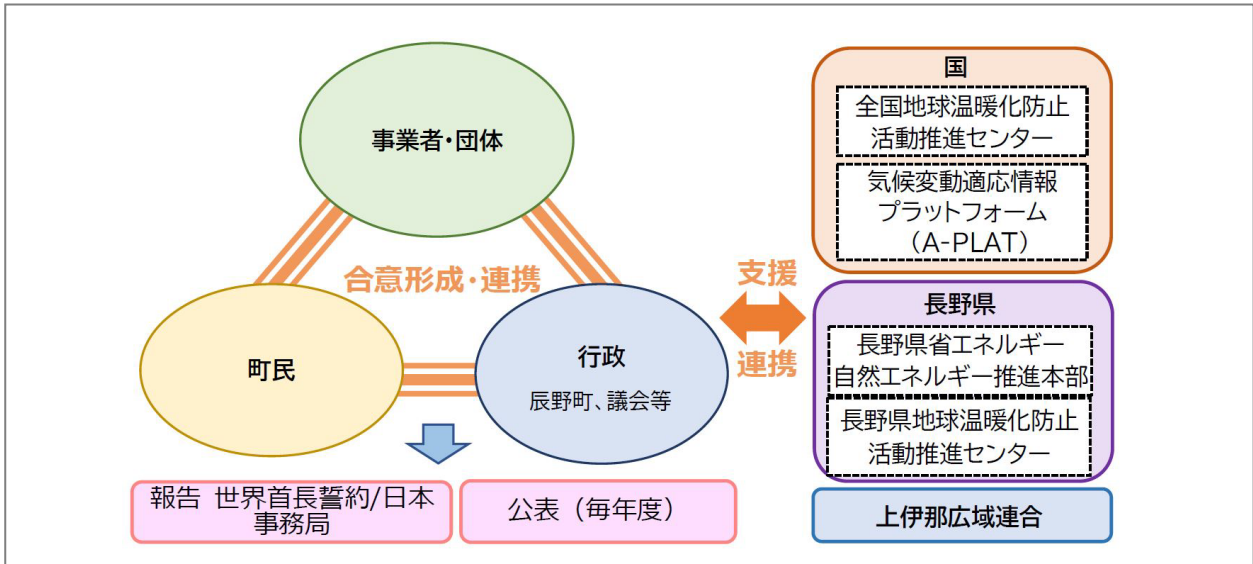 事業者・団体
合意形成・連携
町民
行政
辰野町、議会等
報告 世界首長誓約/日本
事務局
公表（毎年度）
支援
連携
国
全国地球温暖化防止
活動推進センター
気候変動適応情報
プラットフォーム
（A-PLAT）
長野県
長野県省エネルギー
自然エネルギー推進本部
長野県地球温暖化防止
活動推進センター
上伊那広域連合